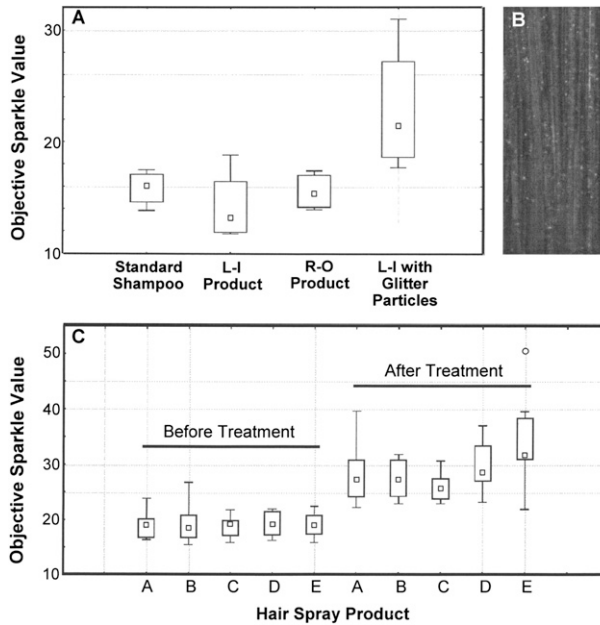 A
B
Objective Sparkle Value
30
20
10
Standard Shampoo
L-I Product
R-O Product
L-I with Glitter Particles
C
Objective Sparkle Value
50
40
30
20
10
Before Treatment
After Treatment
A B C D E A B C D E
Hair Spray Product